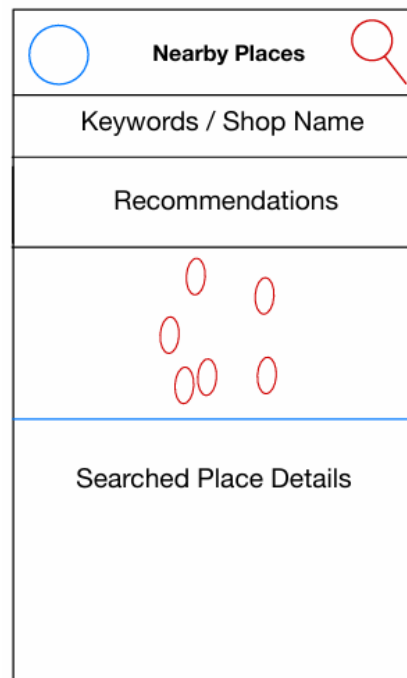 Nearby Places
Keywords / Shop Name
Recommendations
Searched Place Details